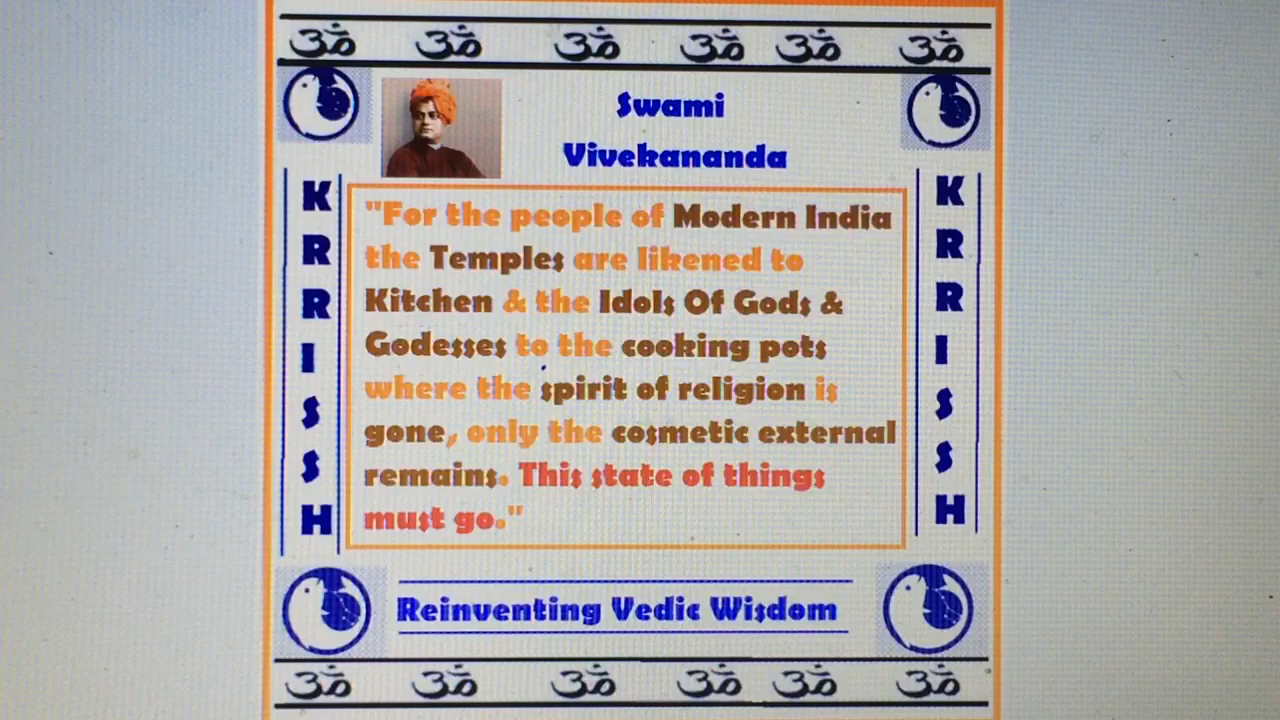 ॐ ॐ ॐ ॐ ॐ ॐ
Swami
Vivekananda
KRRISSH
KRRISSH
"For the people of Modern India
the Temples are likened to
Kitchen & the Idols Of Gods &
Godesses to the cooking pots
where the spirit of religion is
gone, only the cosmetic external
remains. This state of things
must go."
Reinventing Vedic Wisdom
ॐ ॐ ॐ ॐ ॐ ॐ